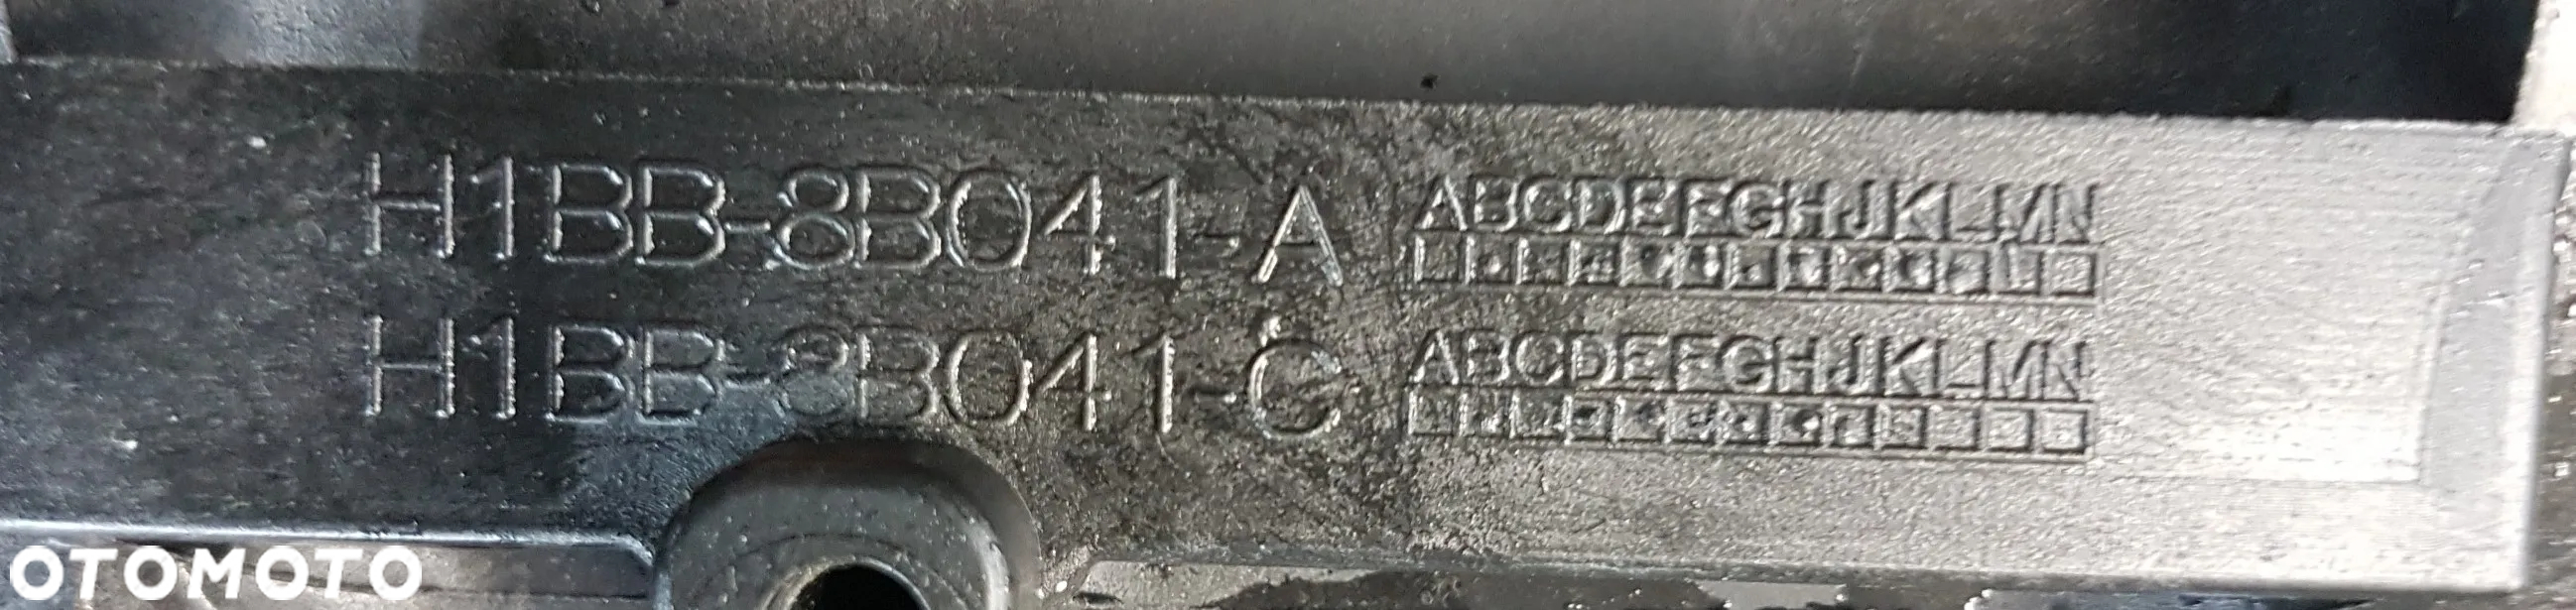 H1BB-8B041-A ABCDEFGHJKLMN
H1BB-8B041-C ABCDEFGHJKLMN
OTOMOTO